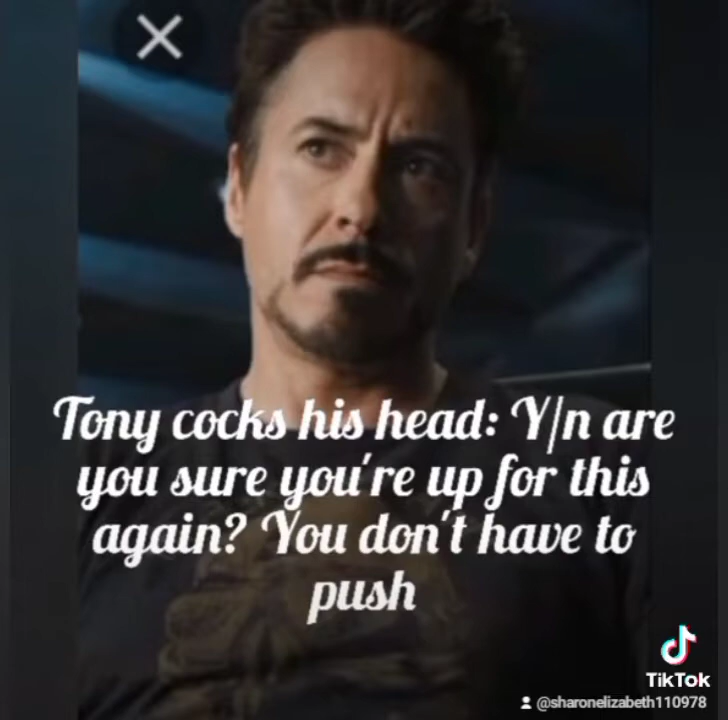 Tony cocks his head: Y/n are
you sure you're up for this
again? You don't have to
push
TikTok
@sharonelizabeth110978